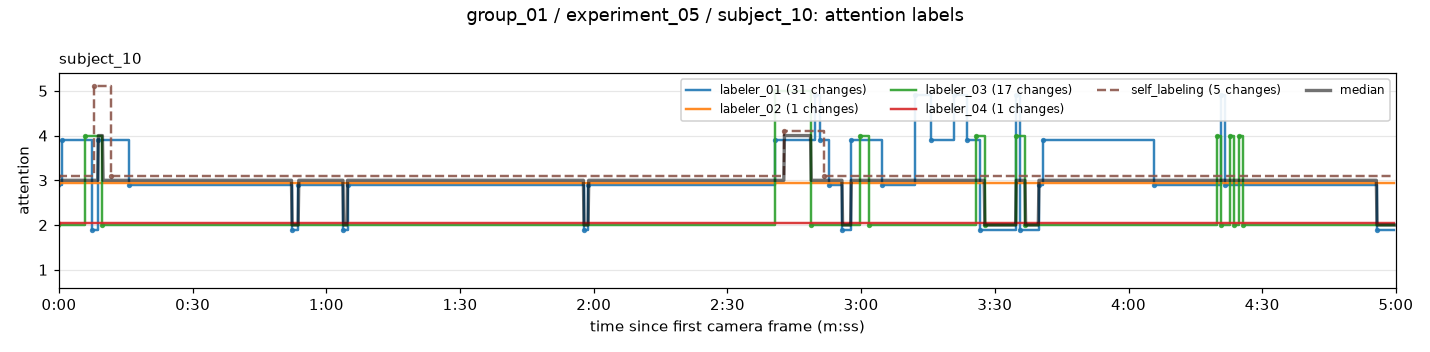 group_01 / experiment_05 / subject_10: attention labels
subject_10
labeler_01 (31 changes)
labeler_02 (1 changes)
labeler_03 (17 changes)
labeler_04 (1 changes)
self_labeling (5 changes)
median
attention
5
4
3
2
1
0:00 0:30 1:00 1:30 2:00 2:30 3:00 3:30 4:00 4:30 5:00
time since first camera frame (m:ss)